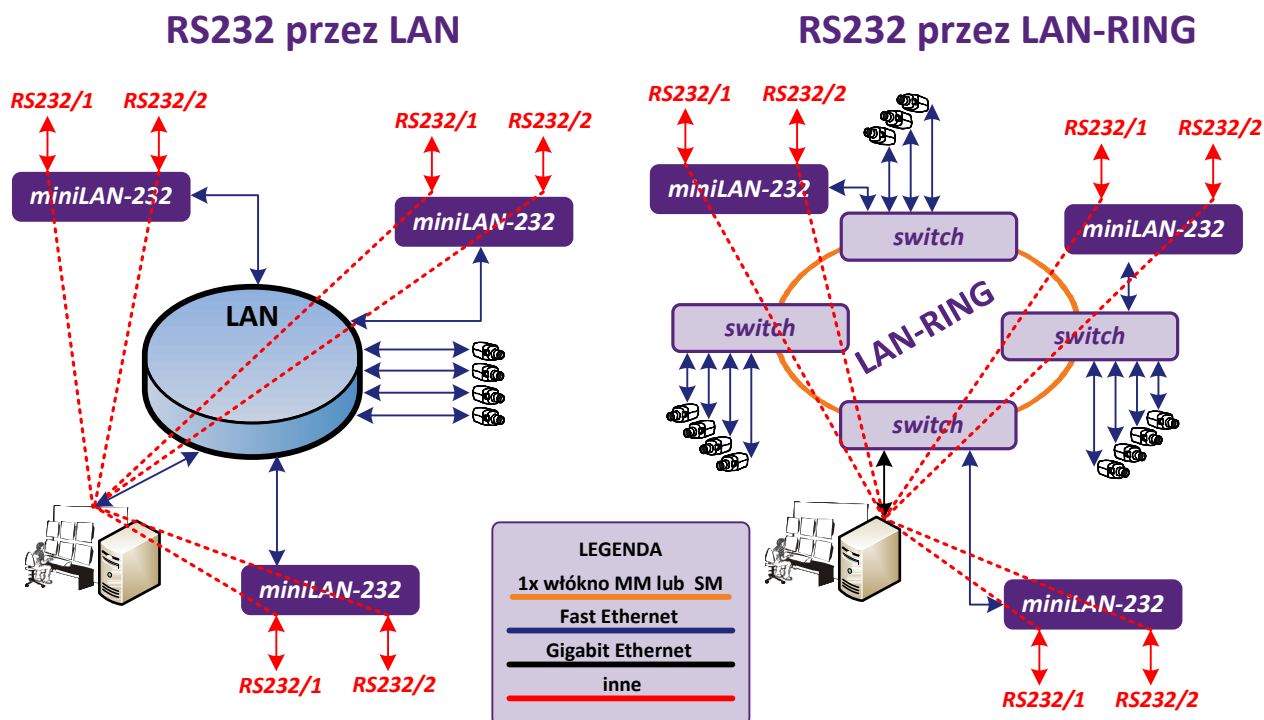 RS232 przez LAN
RS232/1
RS232/2
miniLAN-232
RS232/1
RS232/2
miniLAN-232
LAN
miniLAN-232
RS232/1
RS232/2
RS232 przez LAN-RING
RS232/1
RS232/2
miniLAN-232
switch
RS232/1
RS232/2
miniLAN-232
switch
LAN-RING
switch
switch
miniLAN-232
RS232/1
RS232/2
LEGENDA
1x włókno MM lub SM
Fast Ethernet
Gigabit Ethernet
inne